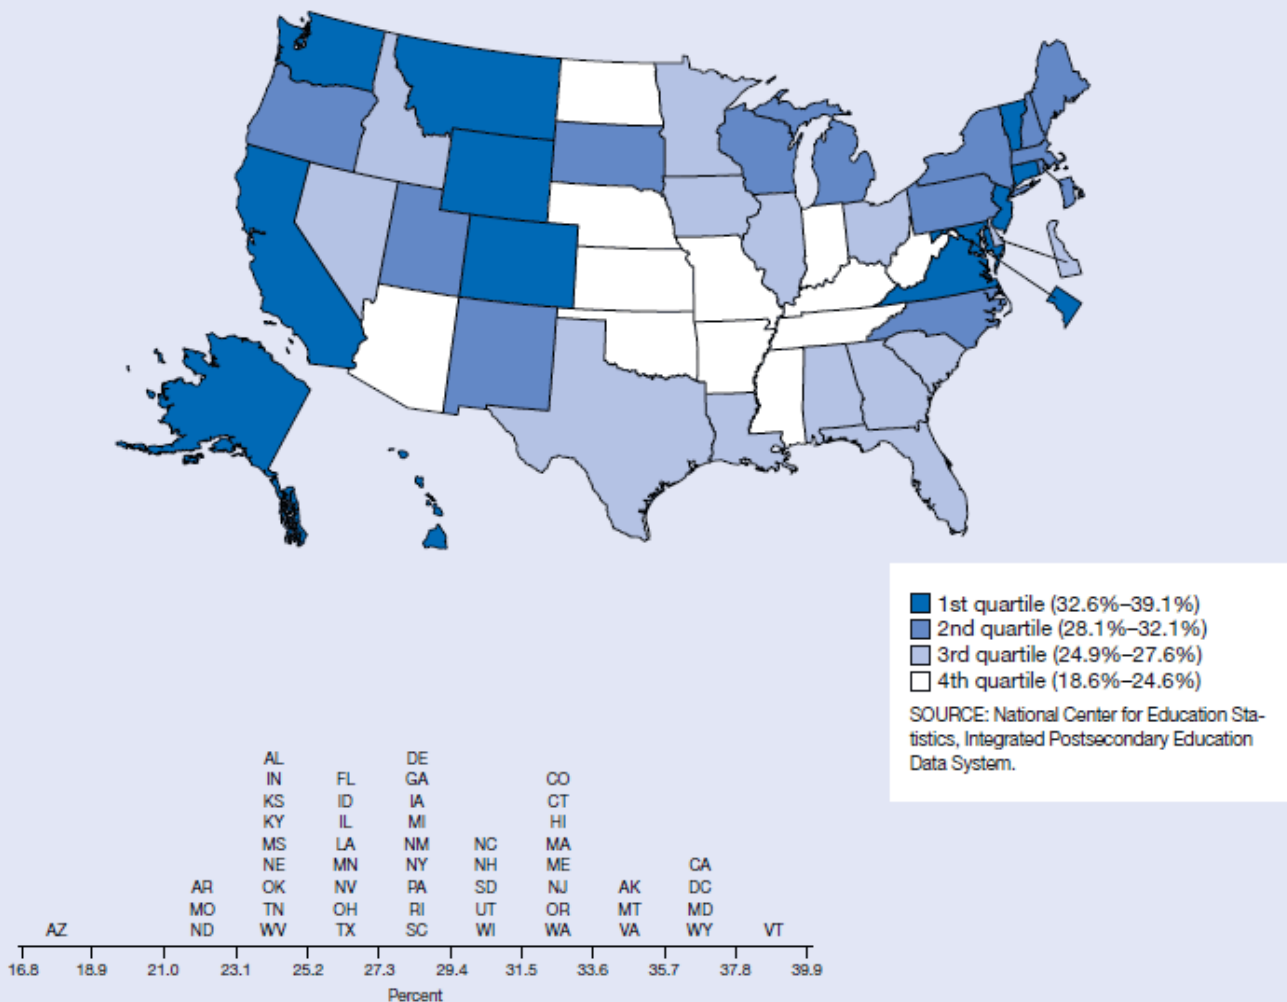 1st quartile (32.6%–39.1%)
2nd quartile (28.1%–32.1%)
3rd quartile (24.9%–27.6%)
4th quartile (18.6%–24.6%)
SOURCE: National Center for Education Sta-
tistics, Integrated Postsecondary Education
Data System.
AL DE
IN FL GA CO
KS ID IA CT
KY IL MI HI
MS LA NM NC MA
NE MN NY NH ME CA
AR OK NV PA SD NJ AK DC
MO TN OH RI UT OR MT MD
AZ ND WV TX SC WI WA VA WY VT
16.8 18.9 21.0 23.1 25.2 27.3 29.4 31.5 33.6 35.7 37.8 39.9
Percent